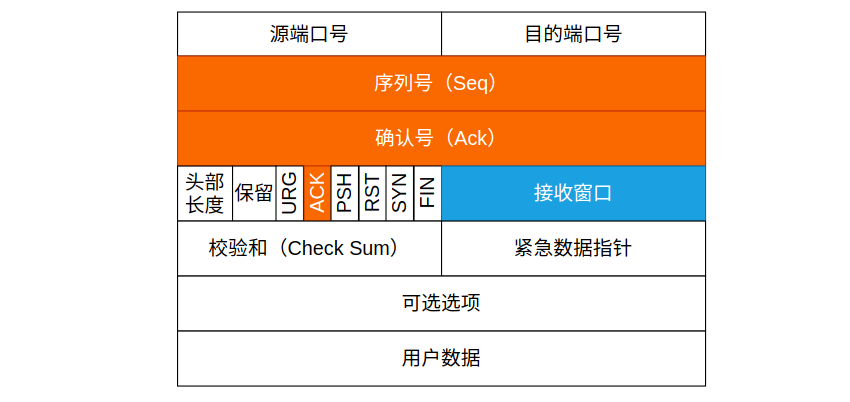 源端口号
目的端口号
序列号（Seq）
确认号（Ack）
头部
长度
保留
URG
ACK
PSH
RST
SYN
FIN
接收窗口
校验和（Check Sum）
紧急数据指针
可选选项
用户数据